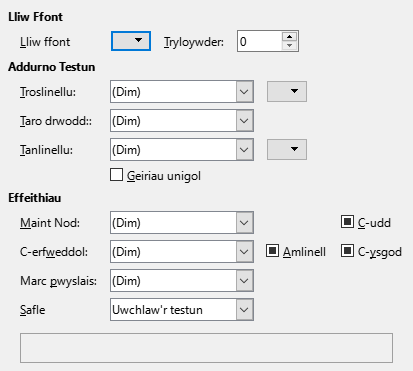 Lliw Ffont
Lliw ffont Tryloywder: 0
Addurno Testun
Troslinellu: (Dim)
Taro drwodd:: (Dim)
Tanlinellu: (Dim)
Geiriau unigol
Effeithiau
Maint Nod: (Dim) C-udd
C-erfweddol: (Dim) Amlinell C-ysgod
Marc pwyslais: (Dim)
Safle Uwchlaw'r testun